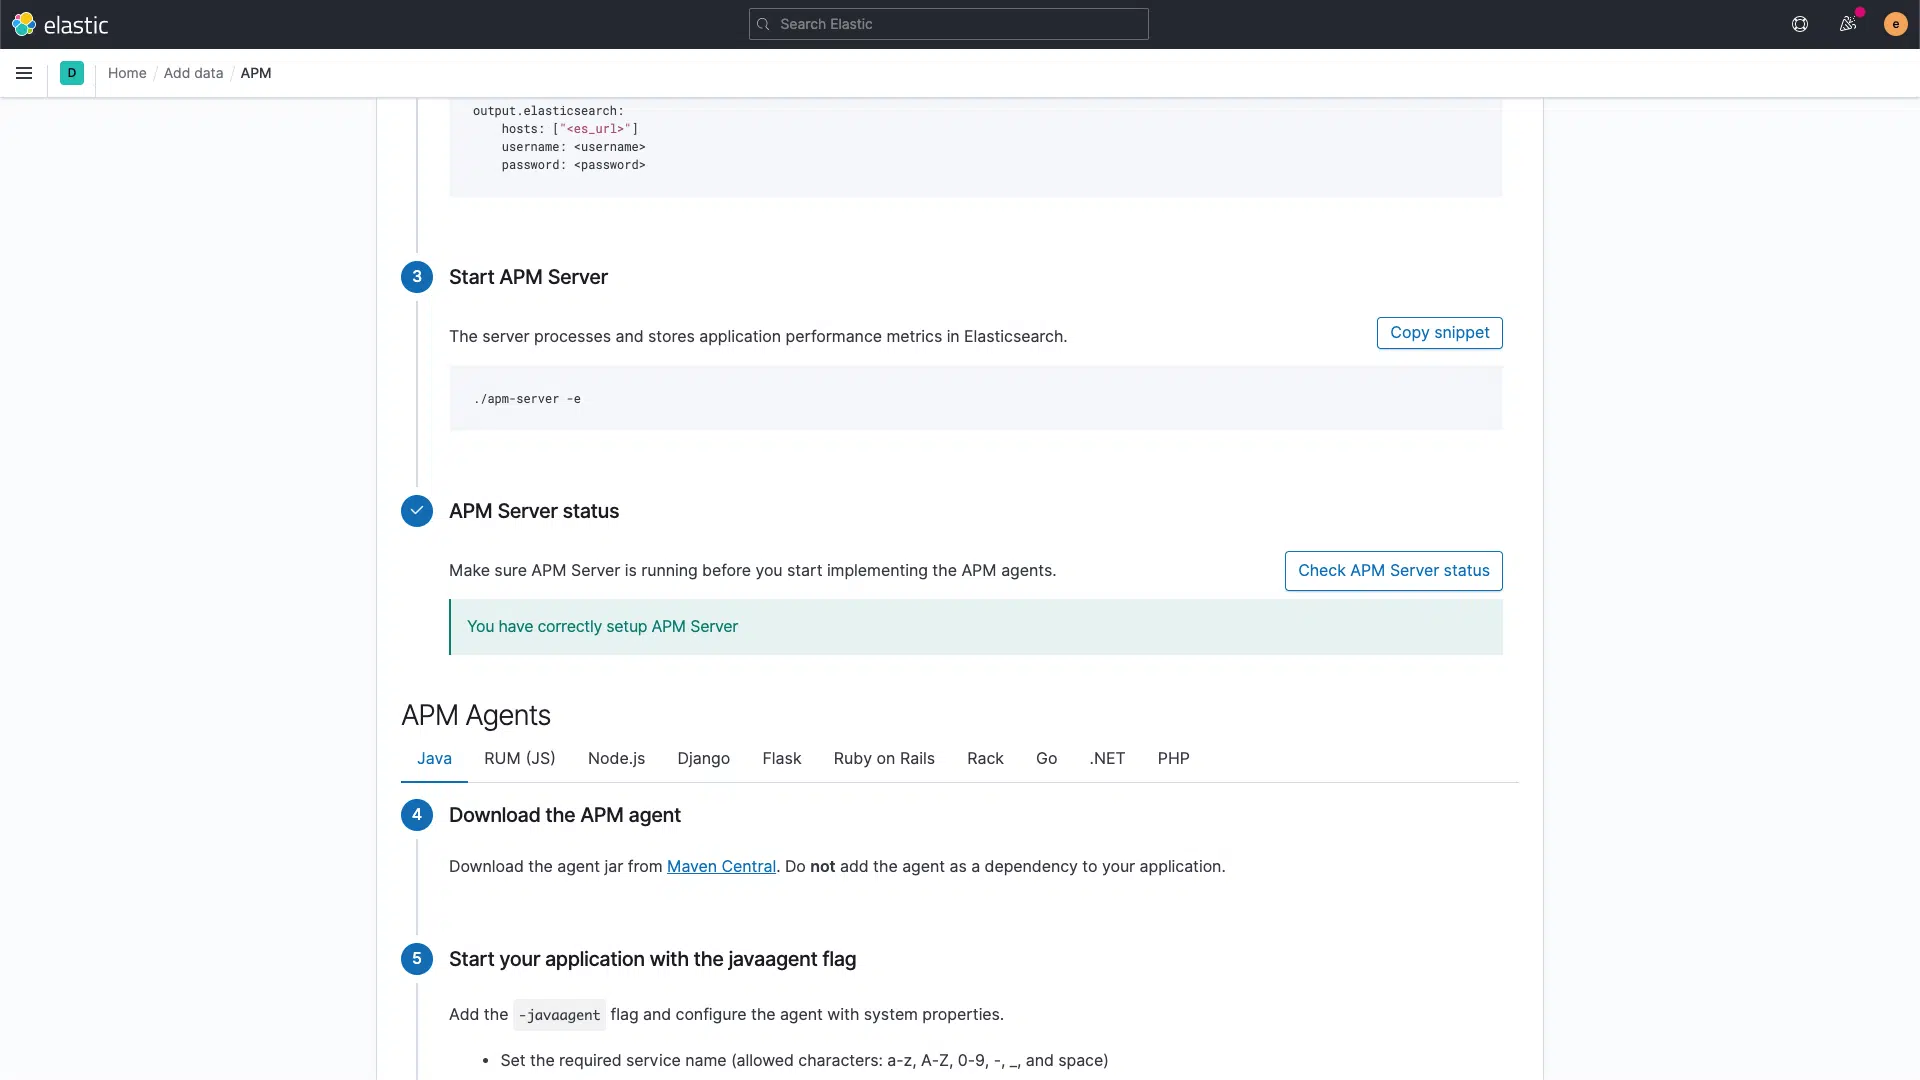 elastic
Search Elastic
e
D
Home / Add data / APM
output.elasticsearch:
    hosts: ["<es_url>"]
    username: <username>
    password: <password>
3
Start APM Server
The server processes and stores application performance metrics in Elasticsearch.
Copy snippet
./apm-server -e
APM Server status
Make sure APM Server is running before you start implementing the APM agents.
Check APM Server status
You have correctly setup APM Server
APM Agents
Java RUM (JS) Node.js Django Flask Ruby on Rails Rack Go .NET PHP
4
Download the APM agent
Download the agent jar from Maven Central. Do not add the agent as a dependency to your application.
5
Start your application with the javaagent flag
Add the -javaagent flag and configure the agent with system properties.
• Set the required service name (allowed characters: a-z, A-Z, 0-9, -, _, and space)